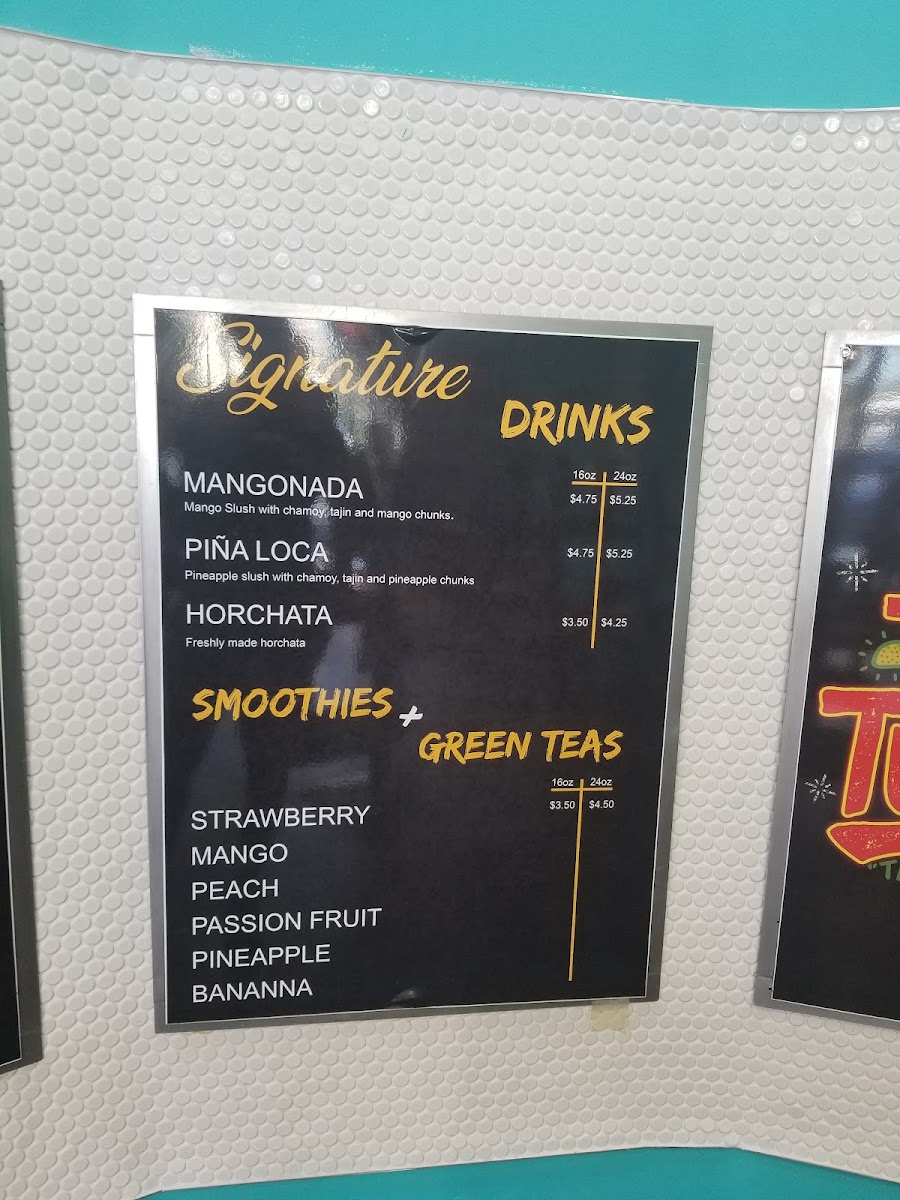 Signature
DRINKS
16oz 24oz
MANGONADA $4.75 $5.25
Mango Slush with chamoy, tajin and mango chunks.
PIÑA LOCA $4.75 $5.25
Pineapple slush with chamoy, tajin and pineapple chunks
HORCHATA $3.50 $4.25
Freshly made horchata
SMOOTHIES +
GREEN TEAS
16oz 24oz
$3.50 $4.50
STRAWBERRY
MANGO
PEACH
PASSION FRUIT
PINEAPPLE
BANANNA